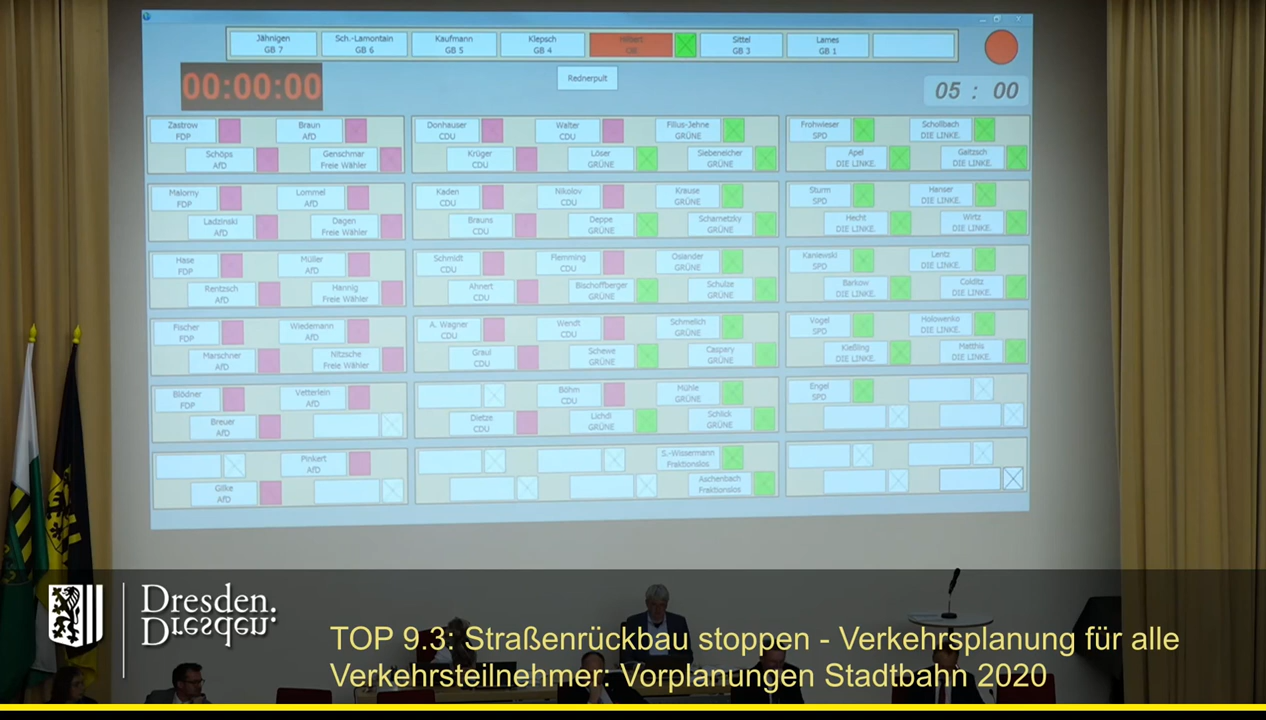 Jähnigen Sch.-Lamontain Kaufmann Klepsch Hilbert Sittel Lames
GB 7 GB 6 GB 5 GB 4 OB GB 3 GB 1
00:00:00
Rednerpult
05 : 00
Zastrow Braun Donhauser Walter Filius-Jehne Frohwieser Schollbach
FDP AfD CDU CDU GRÜNE SPD DIE LINKE.
Schöps Genschmar Krüger Löser Siebeneicher Apel Gaitzsch
AfD Freie Wähler CDU GRÜNE GRÜNE DIE LINKE. DIE LINKE.
Malorny Lommel Kaden Nikolov Krause Sturm Hanser
FDP AfD CDU CDU GRÜNE SPD DIE LINKE.
Ladzinski Dagen Brauns Deppe Scharnetzky Hecht Wirtz
AfD Freie Wähler CDU GRÜNE GRÜNE DIE LINKE. DIE LINKE.
Hase Müller Schmidt Flemming Oslander Kaniewski Lentz
FDP AfD CDU CDU GRÜNE SPD DIE LINKE.
Rentzsch Hannig Ahnert Bischoffberger Schulze Barkow Colditz
AfD Freie Wähler CDU GRÜNE GRÜNE DIE LINKE. DIE LINKE.
Fischer Wiedemann A. Wagner Wendt Schmelich Vogel Holowenko
FDP AfD CDU CDU GRÜNE SPD DIE LINKE.
Marschner Nitzsche Graul Schewe Caspary Kießling Matthis
AfD Freie Wähler CDU GRÜNE GRÜNE DIE LINKE. DIE LINKE.
Blödner Vetterlein Böhm Mühle Engel
FDP AfD CDU GRÜNE SPD
Breuer Dietze Lichdi Schlick
AfD CDU GRÜNE GRÜNE
Pinkert S.-Wissermann
AfD Fraktionslos
Gilke Aschenbach
AfD Fraktionslos
Dresden.
Dresden.
TOP 9.3: Straßenrückbau stoppen - Verkehrsplanung für alle
Verkehrsteilnehmer: Vorplanungen Stadtbahn 2020